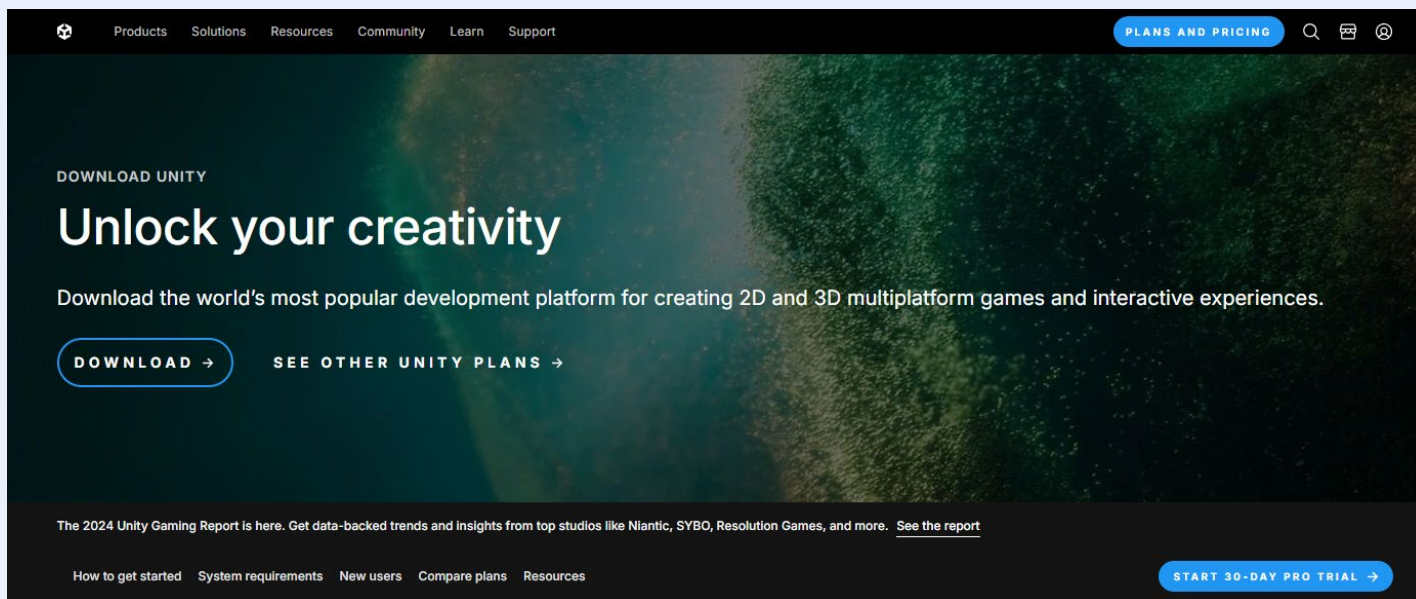 Products Solutions Resources Community Learn Support PLANS AND PRICING
DOWNLOAD UNITY
Unlock your creativity
Download the world’s most popular development platform for creating 2D and 3D multiplatform games and interactive experiences.
DOWNLOAD → SEE OTHER UNITY PLANS →
The 2024 Unity Gaming Report is here. Get data-backed trends and insights from top studios like Niantic, SYBO, Resolution Games, and more. See the report
How to get started System requirements New users Compare plans Resources START 30-DAY PRO TRIAL →